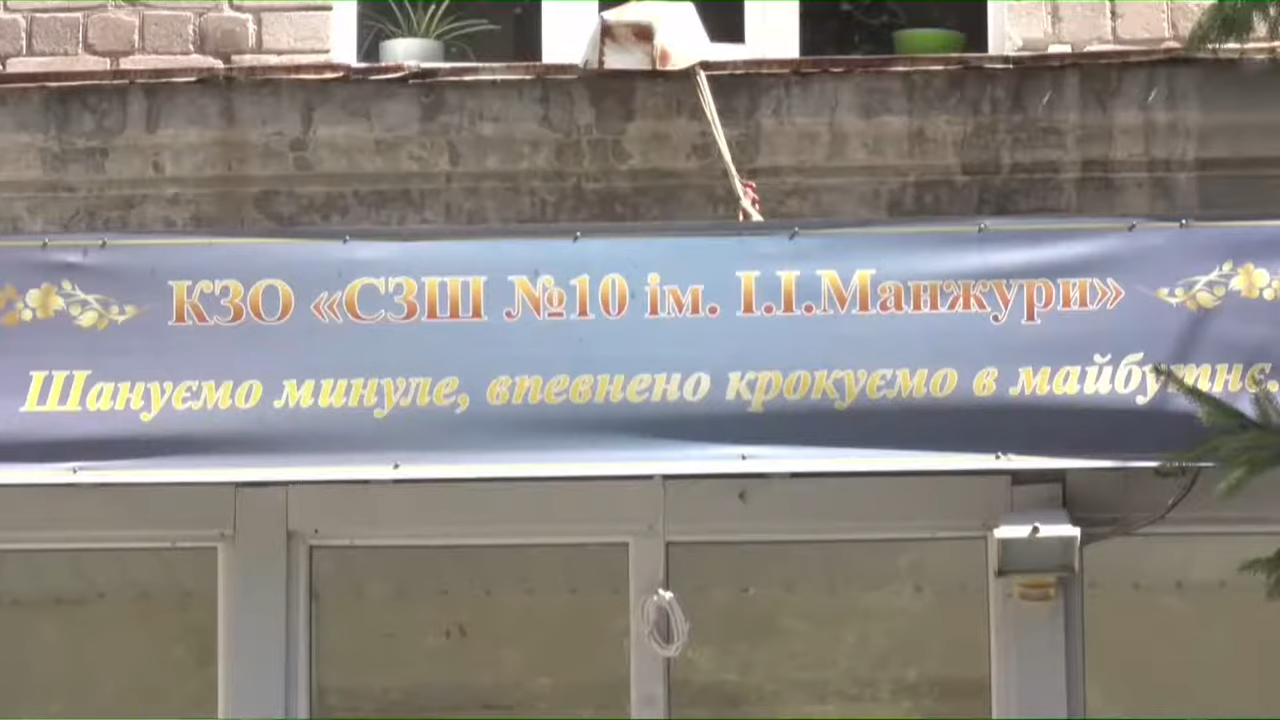 КЗО «СЗШ №10 ім. І.І.Манжури»
Шануємо минуле, впевнено крокуємо в майбутнє.